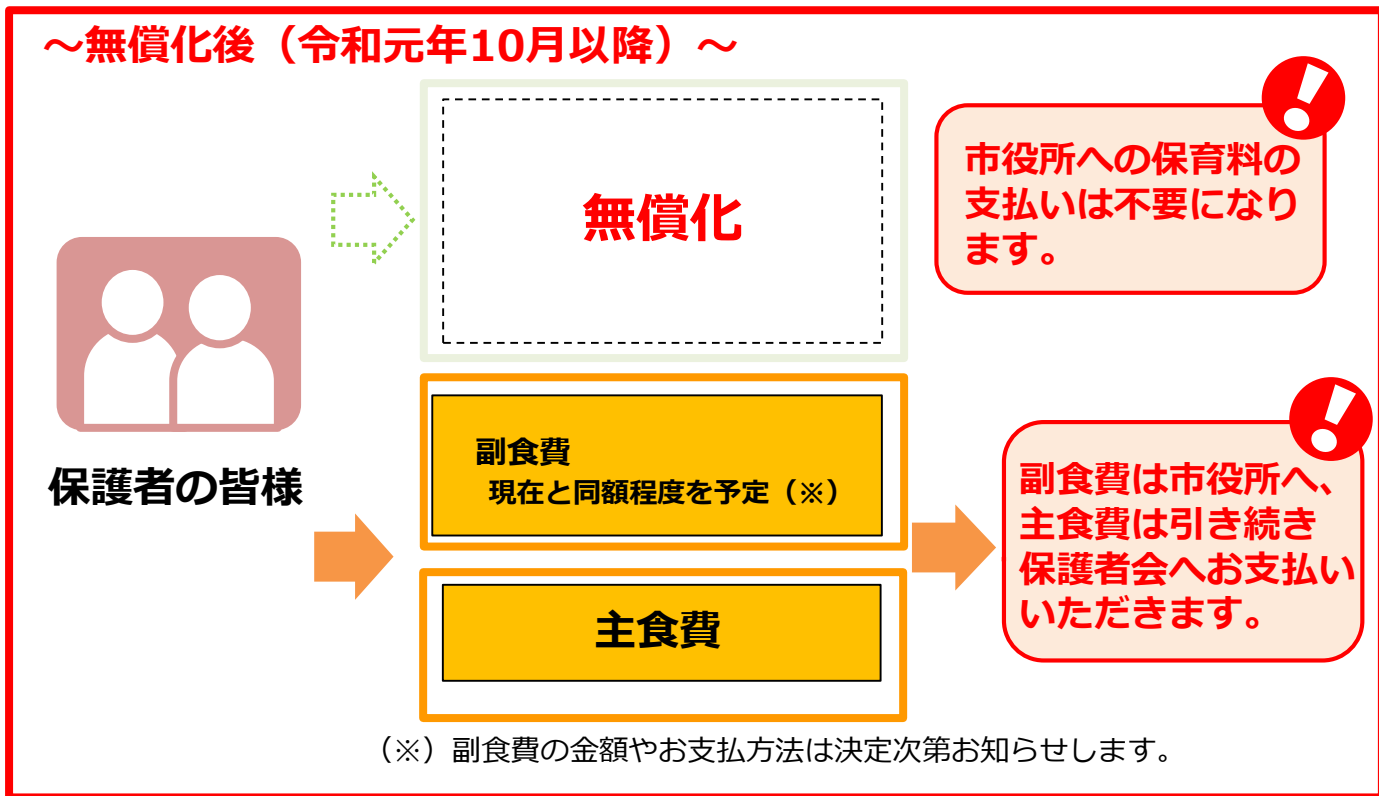 ～無償化後（令和元年10月以降）～
無償化
市役所への保育料の
支払いは不要になり
ます。
保護者の皆様
副食費
現在と同額程度を予定（※）
主食費
副食費は市役所へ、
主食費は引き続き
保護者会へお支払い
いただきます。
（※）副食費の金額やお支払方法は決定次第お知らせします。